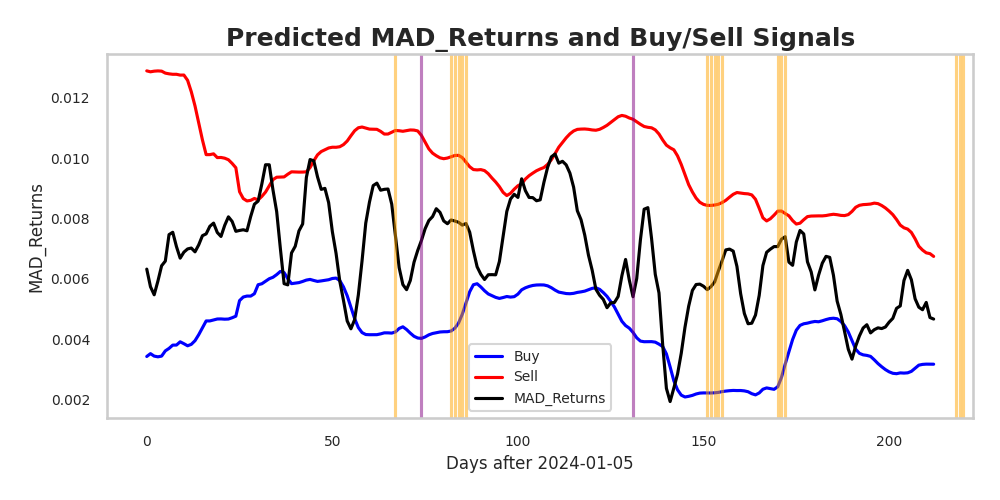 Predicted MAD_Returns and Buy/Sell Signals
MAD_Returns
0.012
0.010
0.008
0.006
0.004
0.002
Buy
Sell
MAD_Returns
0 50 100 150 200
Days after 2024-01-05